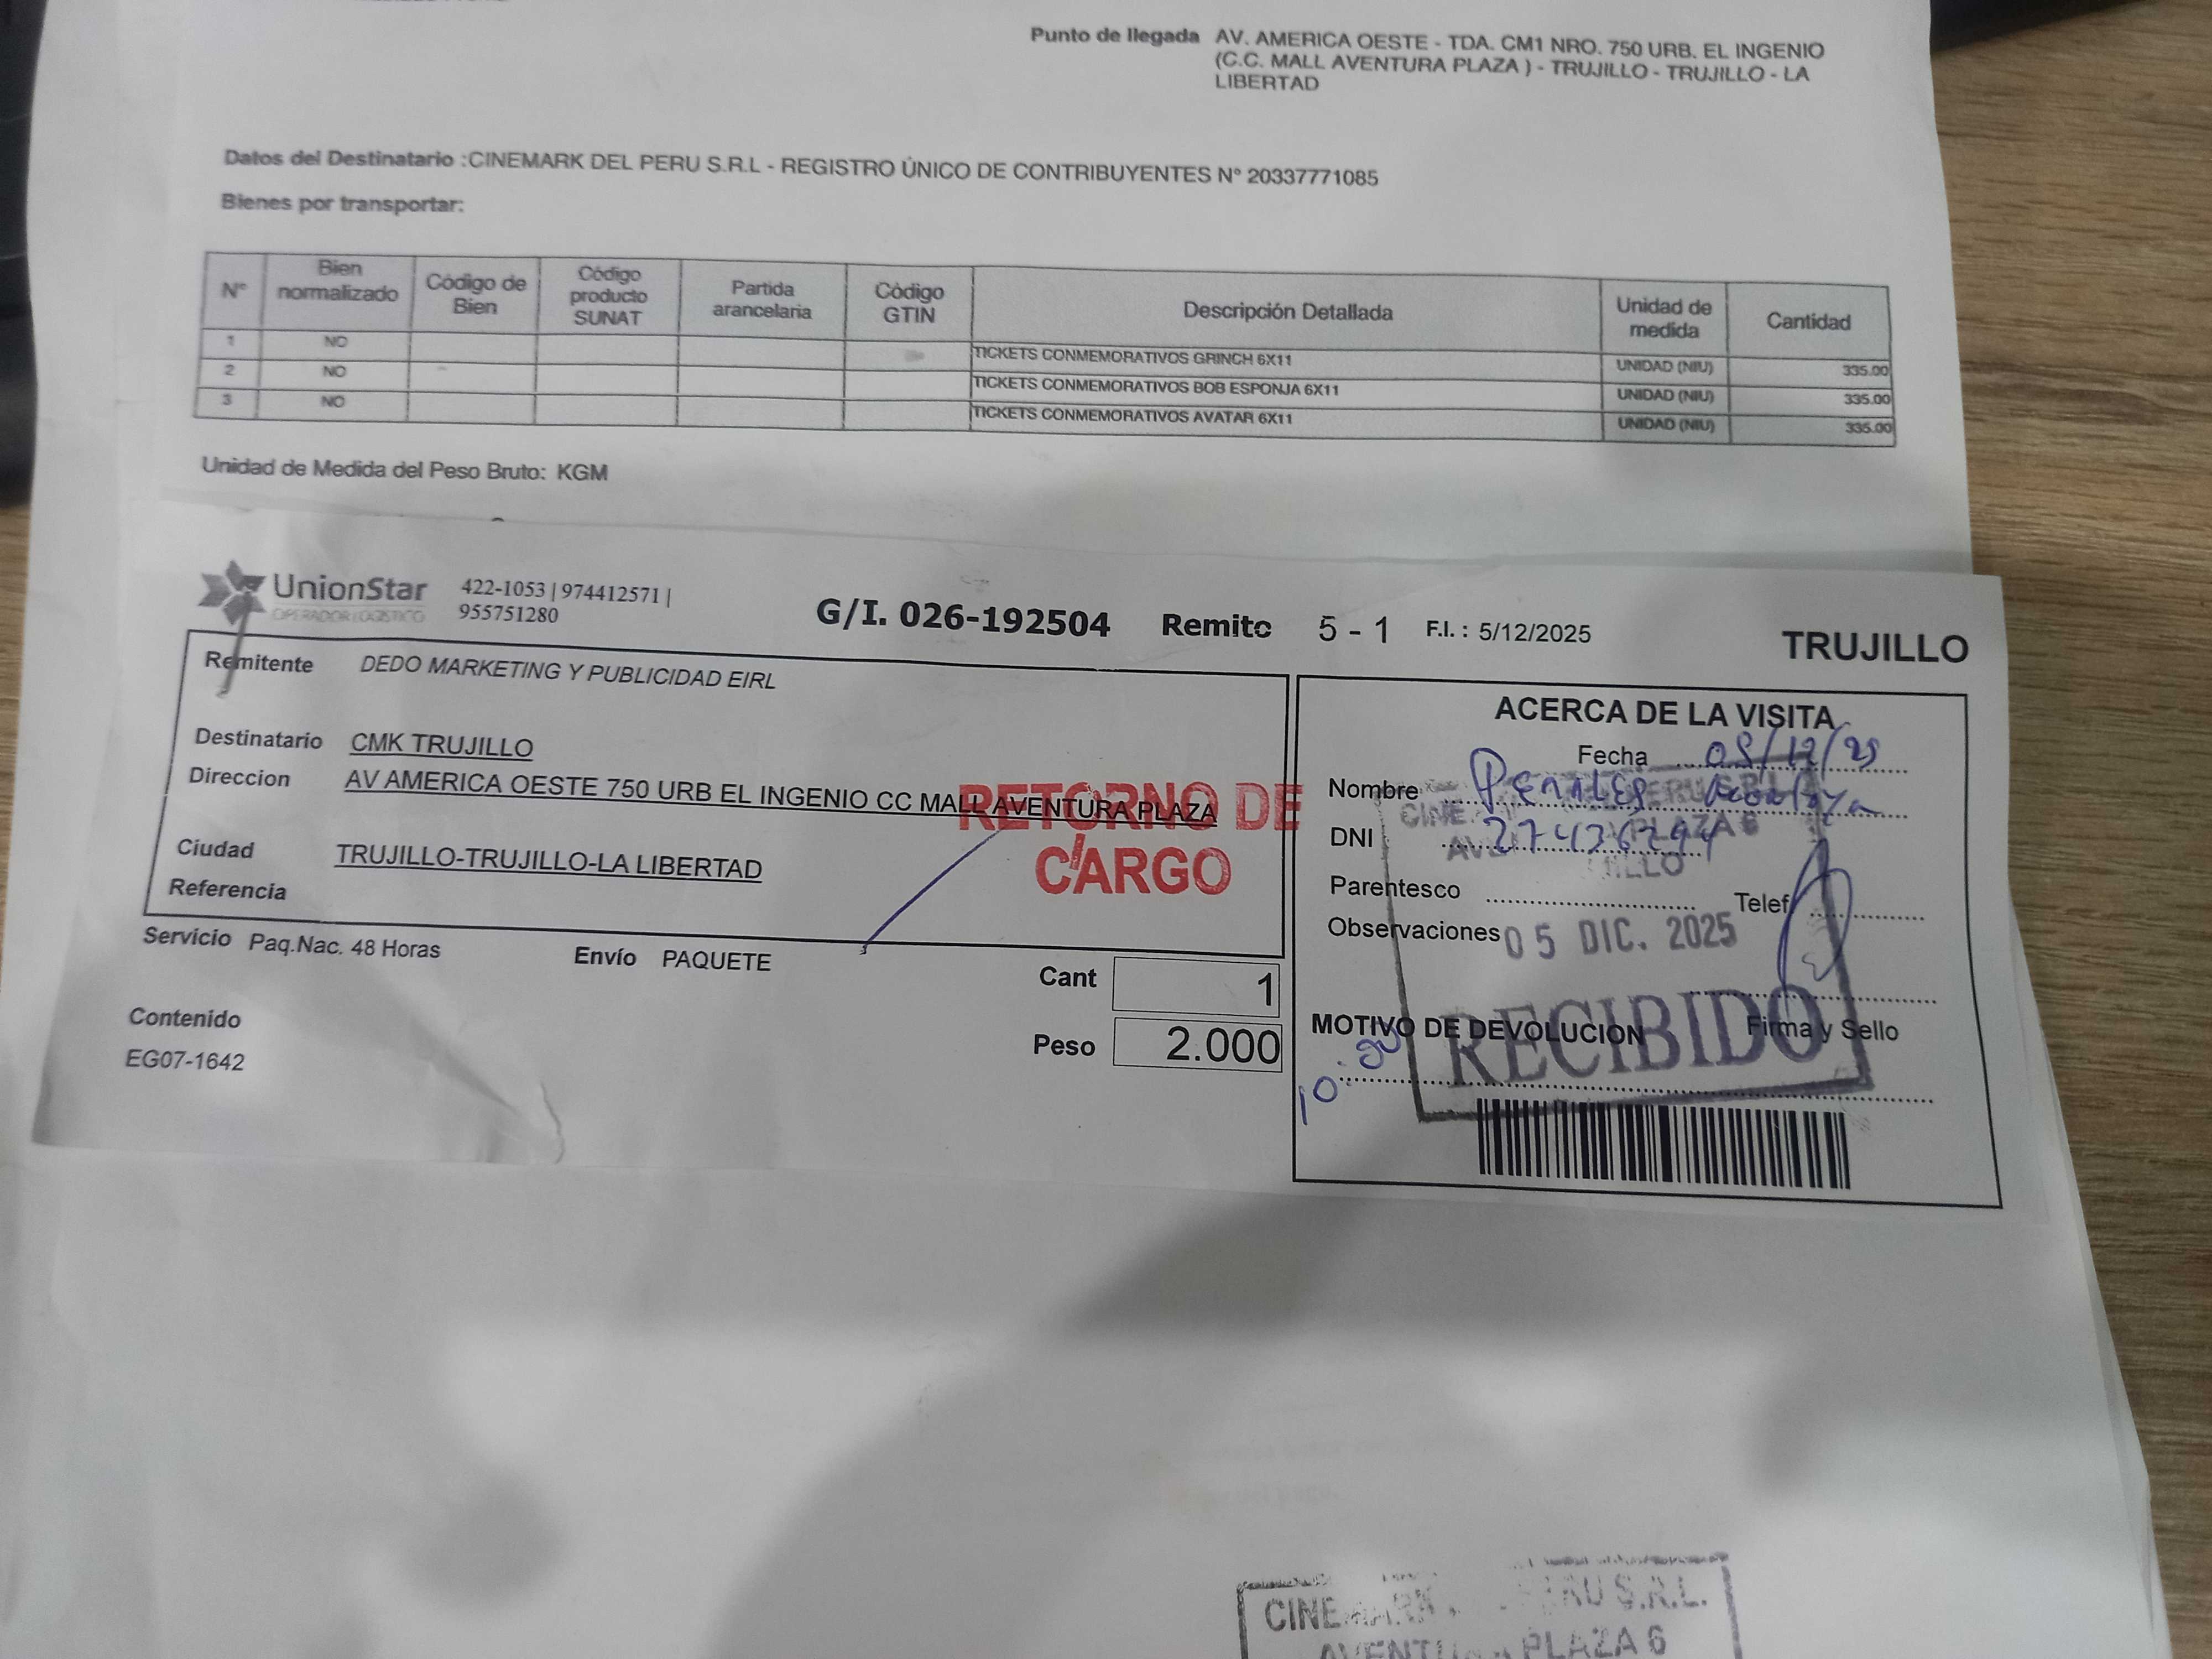 Punto de llegada AV. AMERICA OESTE - TDA. CM1 NRO. 750 URB. EL INGENIO
(C.C. MALL AVENTURA PLAZA ) - TRUJILLO - TRUJILLO - LA
LIBERTAD
Datos del Destinatario :CINEMARK DEL PERU S.R.L - REGISTRO ÚNICO DE CONTRIBUYENTES N° 20337771085
Bienes por transportar:
N° Bien normalizado Código de Bien Código producto SUNAT Partida arancelaria Código GTIN Descripción Detallada Unidad de medida Cantidad
1 NO TICKETS CONMEMORATIVOS GRINCH 6X11 UNIDAD (NIU) 335.00
2 NO TICKETS CONMEMORATIVOS BOB ESPONJA 6X11 UNIDAD (NIU) 335.00
3 NO TICKETS CONMEMORATIVOS AVATAR 6X11 UNIDAD (NIU) 335.00
Unidad de Medida del Peso Bruto: KGM
UnionStar
OPERADOR LOGISTICO
422-1053 | 974412571 |
955751280
G/I. 026-192504 Remito 5 - 1 F.I. : 5/12/2025
TRUJILLO
Remitente DEDO MARKETING Y PUBLICIDAD EIRL
Destinatario CMK TRUJILLO
Direccion AV AMERICA OESTE 750 URB EL INGENIO CC MALL AVENTURA PLAZA
Ciudad TRUJILLO-TRUJILLO-LA LIBERTAD
Referencia
RETORNO DE
CARGO
Servicio Paq.Nac. 48 Horas Envío PAQUETE
Cant 1
Peso 2.000
Contenido
EG07-1642
ACERCA DE LA VISITA
Fecha 05/12/25
Nombre
DNI
Parentesco Telef
Observaciones
05 DIC. 2025
MOTIVO DE DEVOLUCION Firma y Sello
RECIBIDO
CINEMARK PERU S.R.L.
AVENTURA PLAZA 6